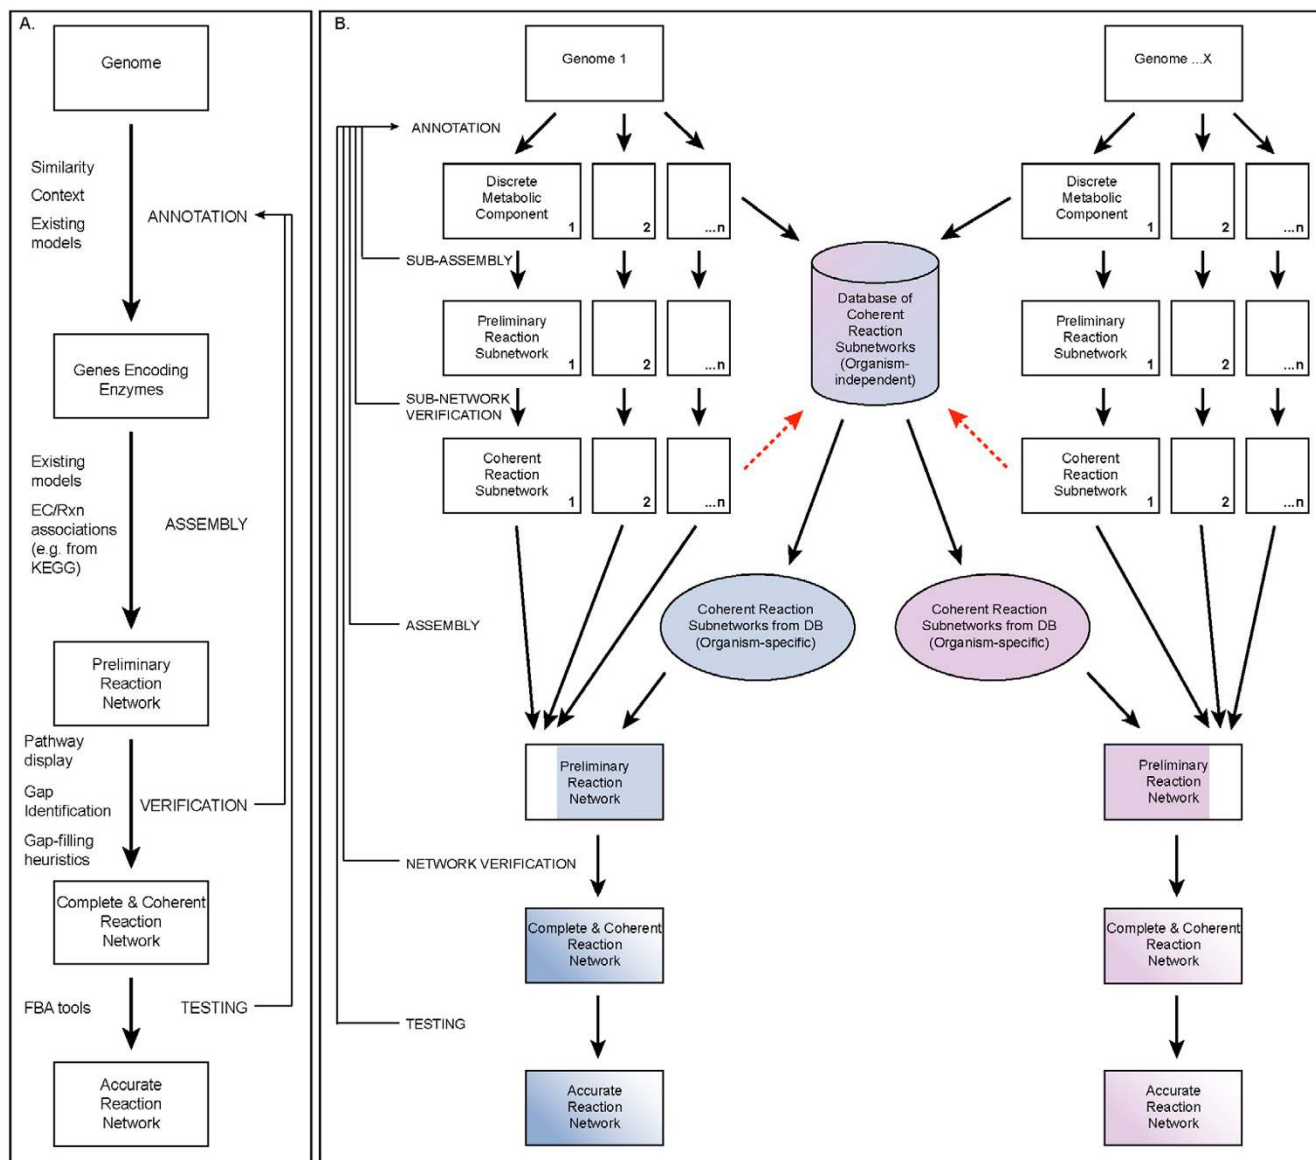 A.
Genome
Similarity
Context
Existing
models
ANNOTATION
Genes Encoding
Enzymes
Existing
models
EC/Rxn
associations
(e.g. from
KEGG)
ASSEMBLY
Preliminary
Reaction
Network
Pathway
display
Gap
Identification
Gap-filling
heuristics
VERIFICATION
Complete & Coherent
Reaction
Network
FBA tools
TESTING
Accurate
Reaction
Network
B.
Genome 1
Genome ...X
ANNOTATION
Discrete
Metabolic
Component
1
2
...n
Discrete
Metabolic
Component
1
2
...n
SUB-ASSEMBLY
Database of
Coherent
Reaction
Subnetworks
(Organism-
independent)
Preliminary
Reaction
Subnetwork
1
2
...n
Preliminary
Reaction
Subnetwork
1
2
...n
SUB-NETWORK
VERIFICATION
Coherent
Reaction
Subnetwork
1
2
...n
Coherent
Reaction
Subnetwork
1
2
...n
ASSEMBLY
Coherent Reaction
Subnetworks from DB
(Organism-specific)
Coherent Reaction
Subnetworks from DB
(Organism-specific)
Preliminary
Reaction
Network
Preliminary
Reaction
Network
NETWORK VERIFICATION
Complete & Coherent
Reaction
Network
Complete & Coherent
Reaction
Network
TESTING
Accurate
Reaction
Network
Accurate
Reaction
Network